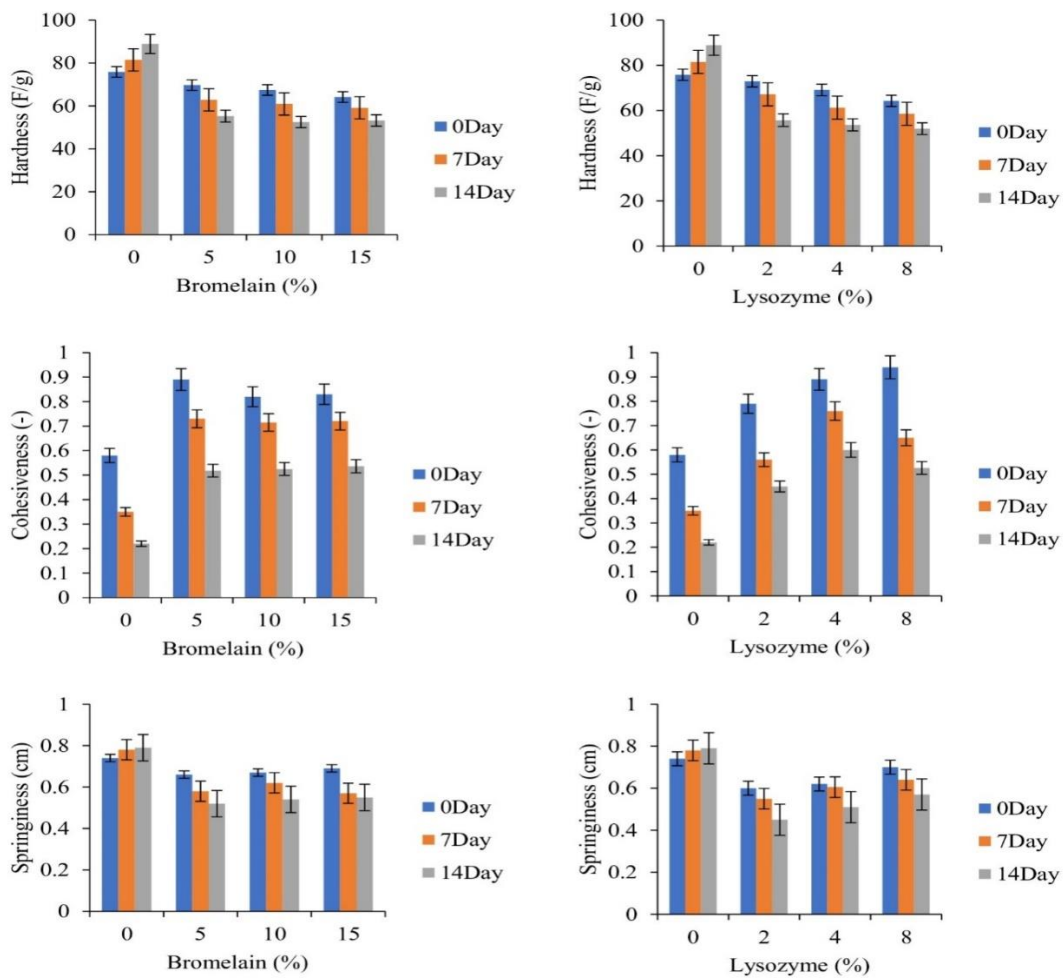 Hardness (F/g)
100
80
60
40
20
0
0 5 10 15
Bromelain (%)
0Day
7Day
14Day
Hardness (F/g)
100
80
60
40
20
0
0 2 4 8
Lysozyme (%)
0Day
7Day
14Day
Cohesiveness (-)
1
0.9
0.8
0.7
0.6
0.5
0.4
0.3
0.2
0.1
0
0 5 10 15
Bromelain (%)
0Day
7Day
14Day
Cohesiveness (-)
1
0.9
0.8
0.7
0.6
0.5
0.4
0.3
0.2
0.1
0
0 2 4 8
Lysozyme (%)
0Day
7Day
14Day
Springiness (cm)
1
0.8
0.6
0.4
0.2
0
0 5 10 15
Bromelain (%)
0Day
7Day
14Day
Springiness (cm)
1
0.8
0.6
0.4
0.2
0
0 2 4 8
Lysozyme (%)
0Day
7Day
14Day